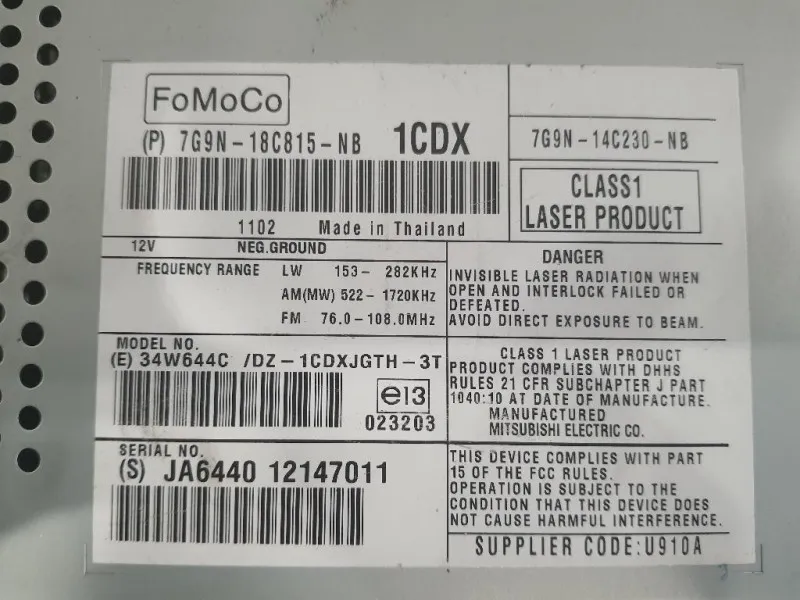 FoMoCo
(P) 7G9N-18C815-NB 1CDX
7G9N-14C230-NB
CLASS1
LASER PRODUCT
1102 Made in Thailand
12V NEG.GROUND
FREQUENCY RANGE LW 153- 282KHz
AM(MW) 522- 1720KHz
FM 76.0-108.0MHz
DANGER
INVISIBLE LASER RADIATION WHEN
OPEN AND INTERLOCK FAILED OR
DEFEATED.
AVOID DIRECT EXPOSURE TO BEAM.
MODEL NO.
(E) 34W644C /DZ-1CDXJGTH-3T
e13
023203
CLASS 1 LASER PRODUCT
PRODUCT COMPLIES WITH DHHS
RULES 21 CFR SUBCHAPTER J PART
1040:10 AT DATE OF MANUFACTURE.
MANUFACTURED
MITSUBISHI ELECTRIC CO.
SERIAL NO.
(S) JA6440 12147011
THIS DEVICE COMPLIES WITH PART
15 OF THE FCC RULES.
OPERATION IS SUBJECT TO THE
CONDITION THAT THIS DEVICE DOES
NOT CAUSE HARMFUL INTERFERENCE.
SUPPLIER CODE:U910A